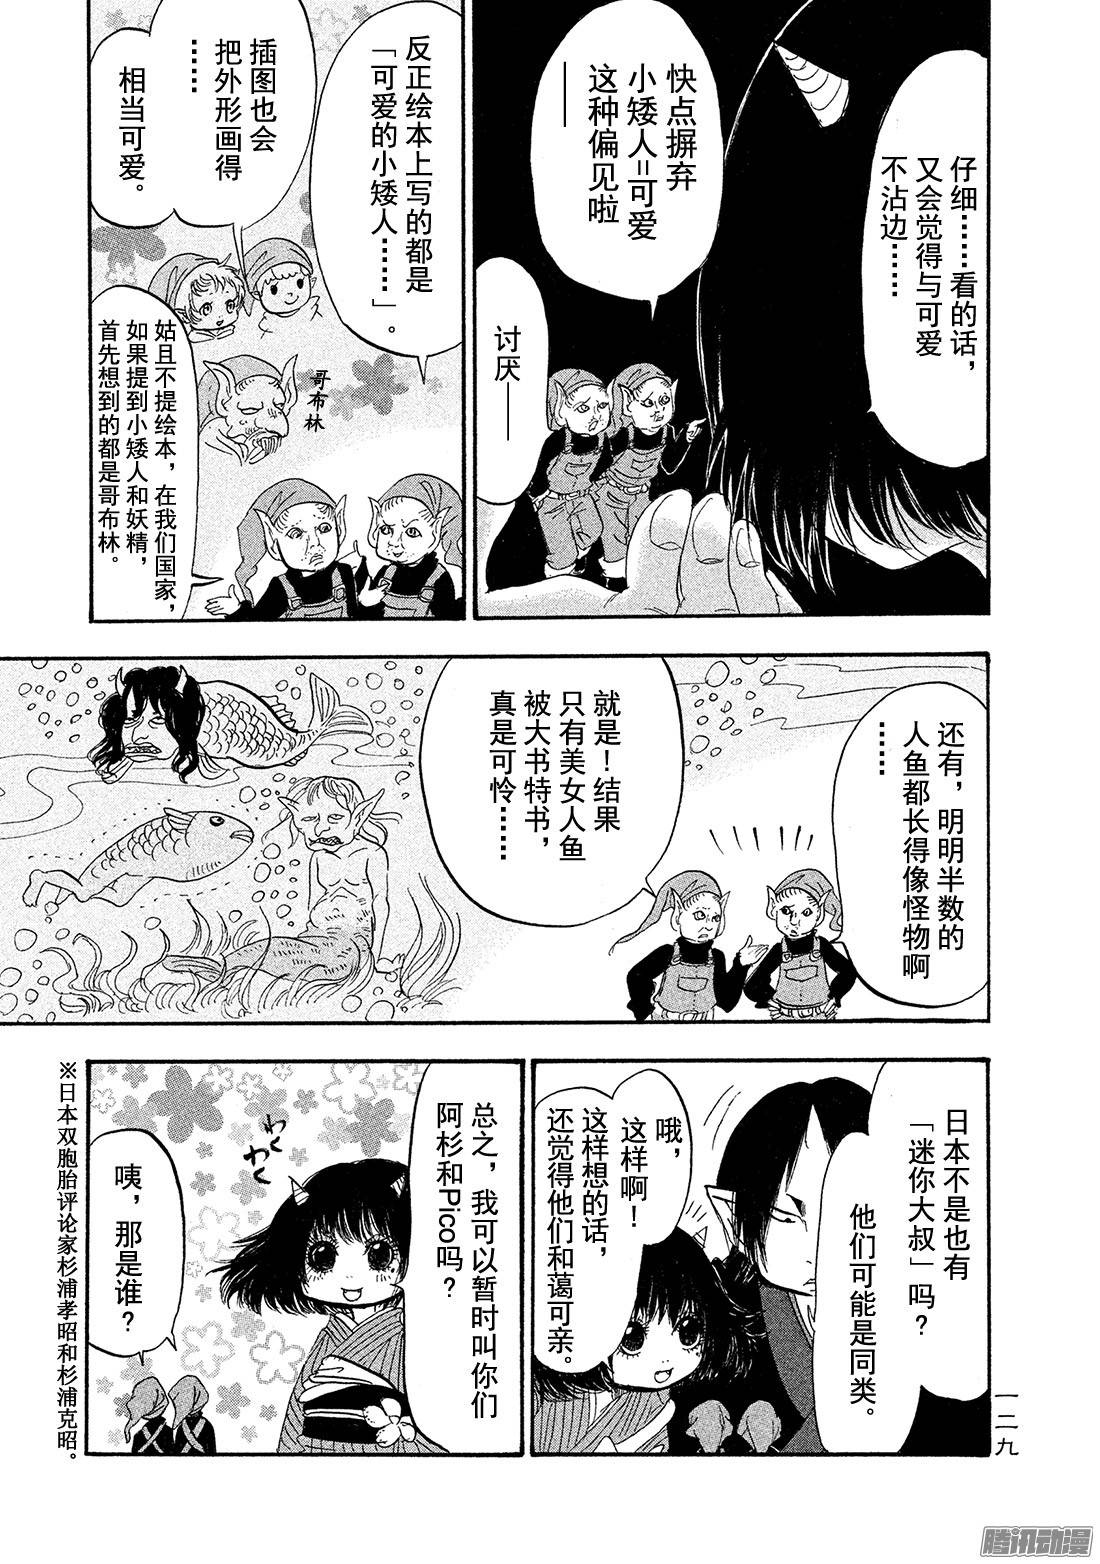 仔细……看的话，
又会觉得与可爱
不沾边……
快点摒弃
小矮人=可爱
这种偏见啦
——
讨厌——
反正绘本上写的都是
「可爱的小矮人……」。
插图也会
把外形画得
……
相当可爱。
哥布林
姑且不提绘本，在我们国家，
如果提到小矮人和妖精，
首先想到的都是哥布林。
还有，明明半数的
人鱼都长得像怪物啊
……
就是！结果
只有美女人鱼
被大书特书，
真是可怜……
日本不是也有
「迷你大叔」吗？
他们可能是同类。
哦，
这样啊！
这样想的话，
还觉得他们和蔼可亲。
总之，我可以暂时叫你们
阿杉和Pico吗？
わく
わく
咦，那是谁？
※日本双胞胎评论家杉浦孝昭和杉浦克昭。
一二九
腾讯动漫